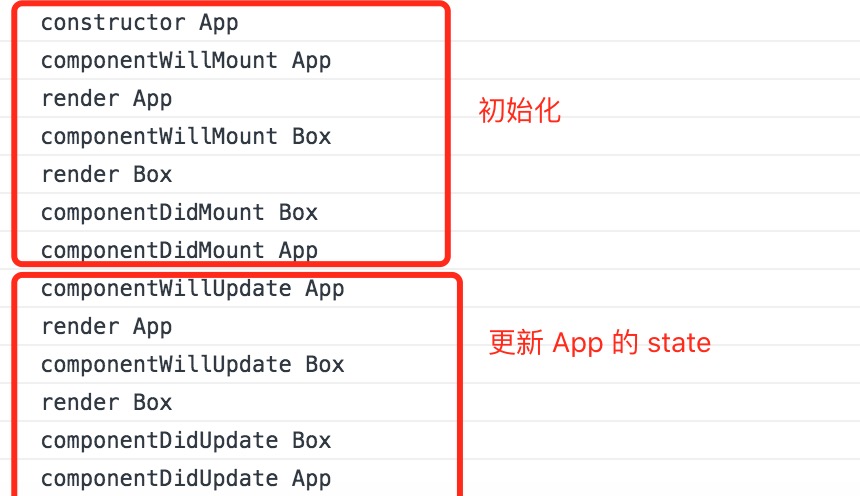 constructor App
componentWillMount App
render App
初始化
componentWillMount Box
render Box
componentDidMount Box
componentDidMount App
componentWillUpdate App
render App
更新 App 的 state
componentWillUpdate Box
render Box
componentDidUpdate Box
componentDidUpdate App